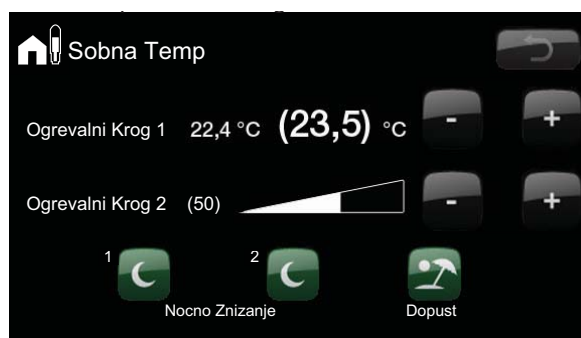 Sobna Temp
Ogrevalni Krog 1 22,4 °C (23,5) °C - +
Ogrevalni Krog 2 (50) - +
1 2
Nocno Znizanje Dopust